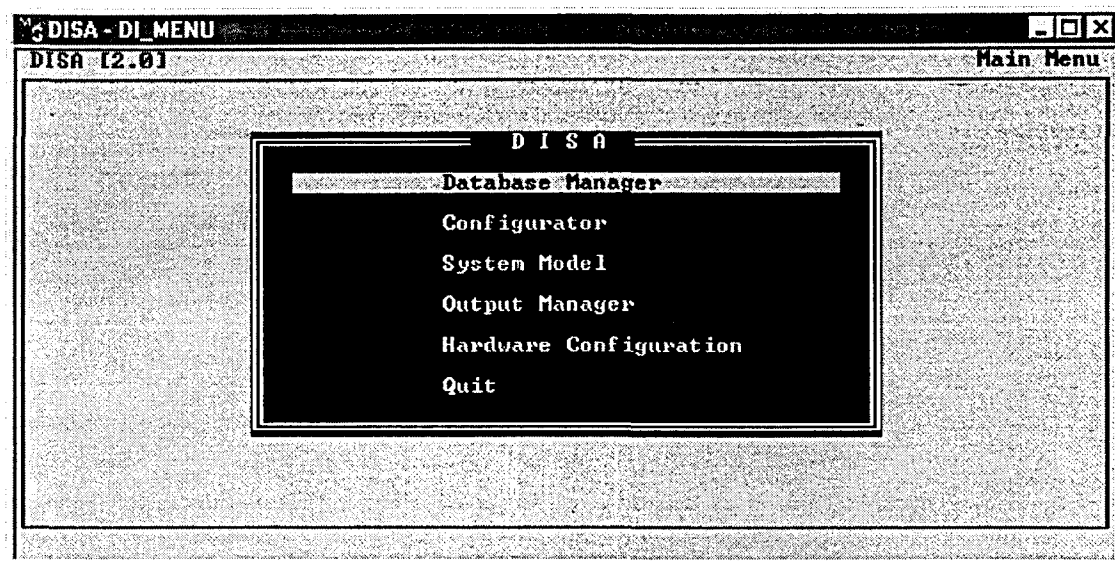 DISA - DI_MENU
DISA [2.0] Main Menu
D I S A
Database Manager
Configurator
System Model
Output Manager
Hardware Configuration
Quit